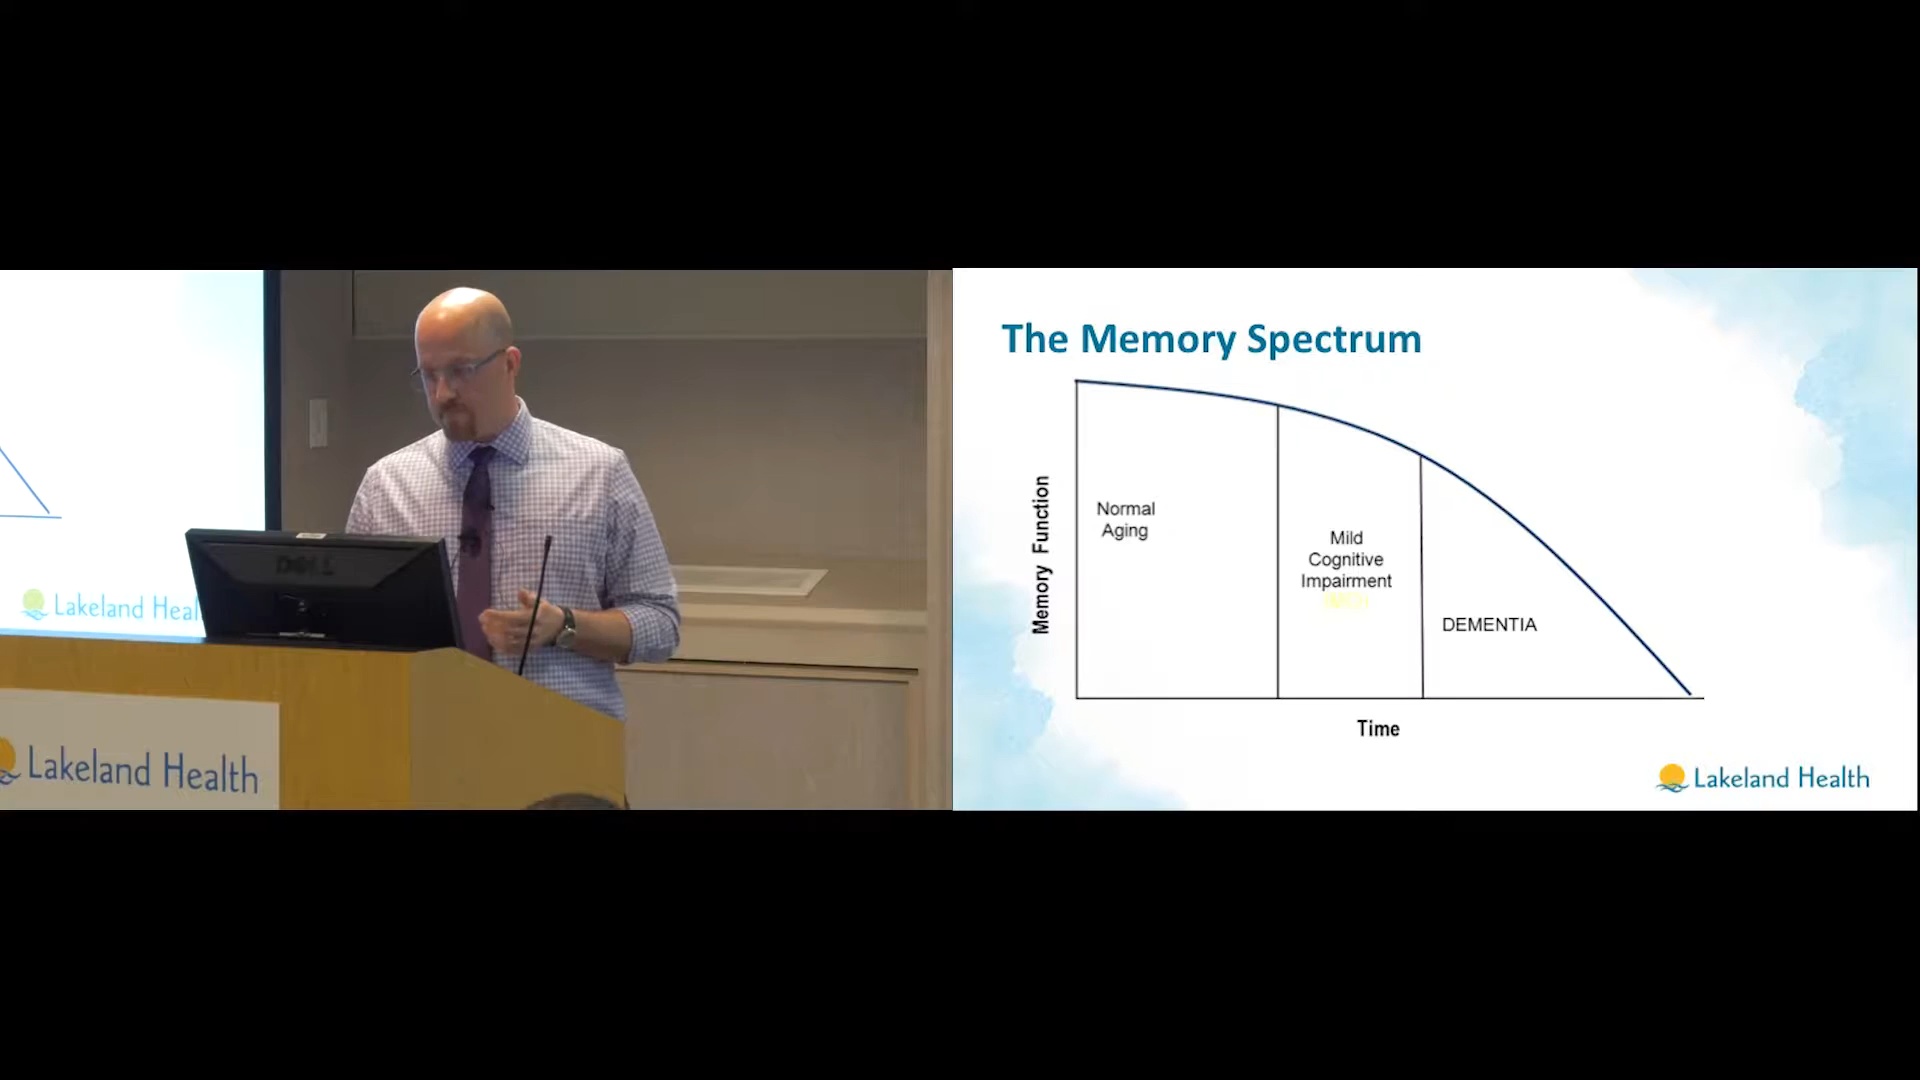 DELL
Lakeland Heal
Lakeland Health
The Memory Spectrum
Memory Function
Normal
Aging
Mild
Cognitive
Impairment
(MCI)
DEMENTIA
Time
Lakeland Health